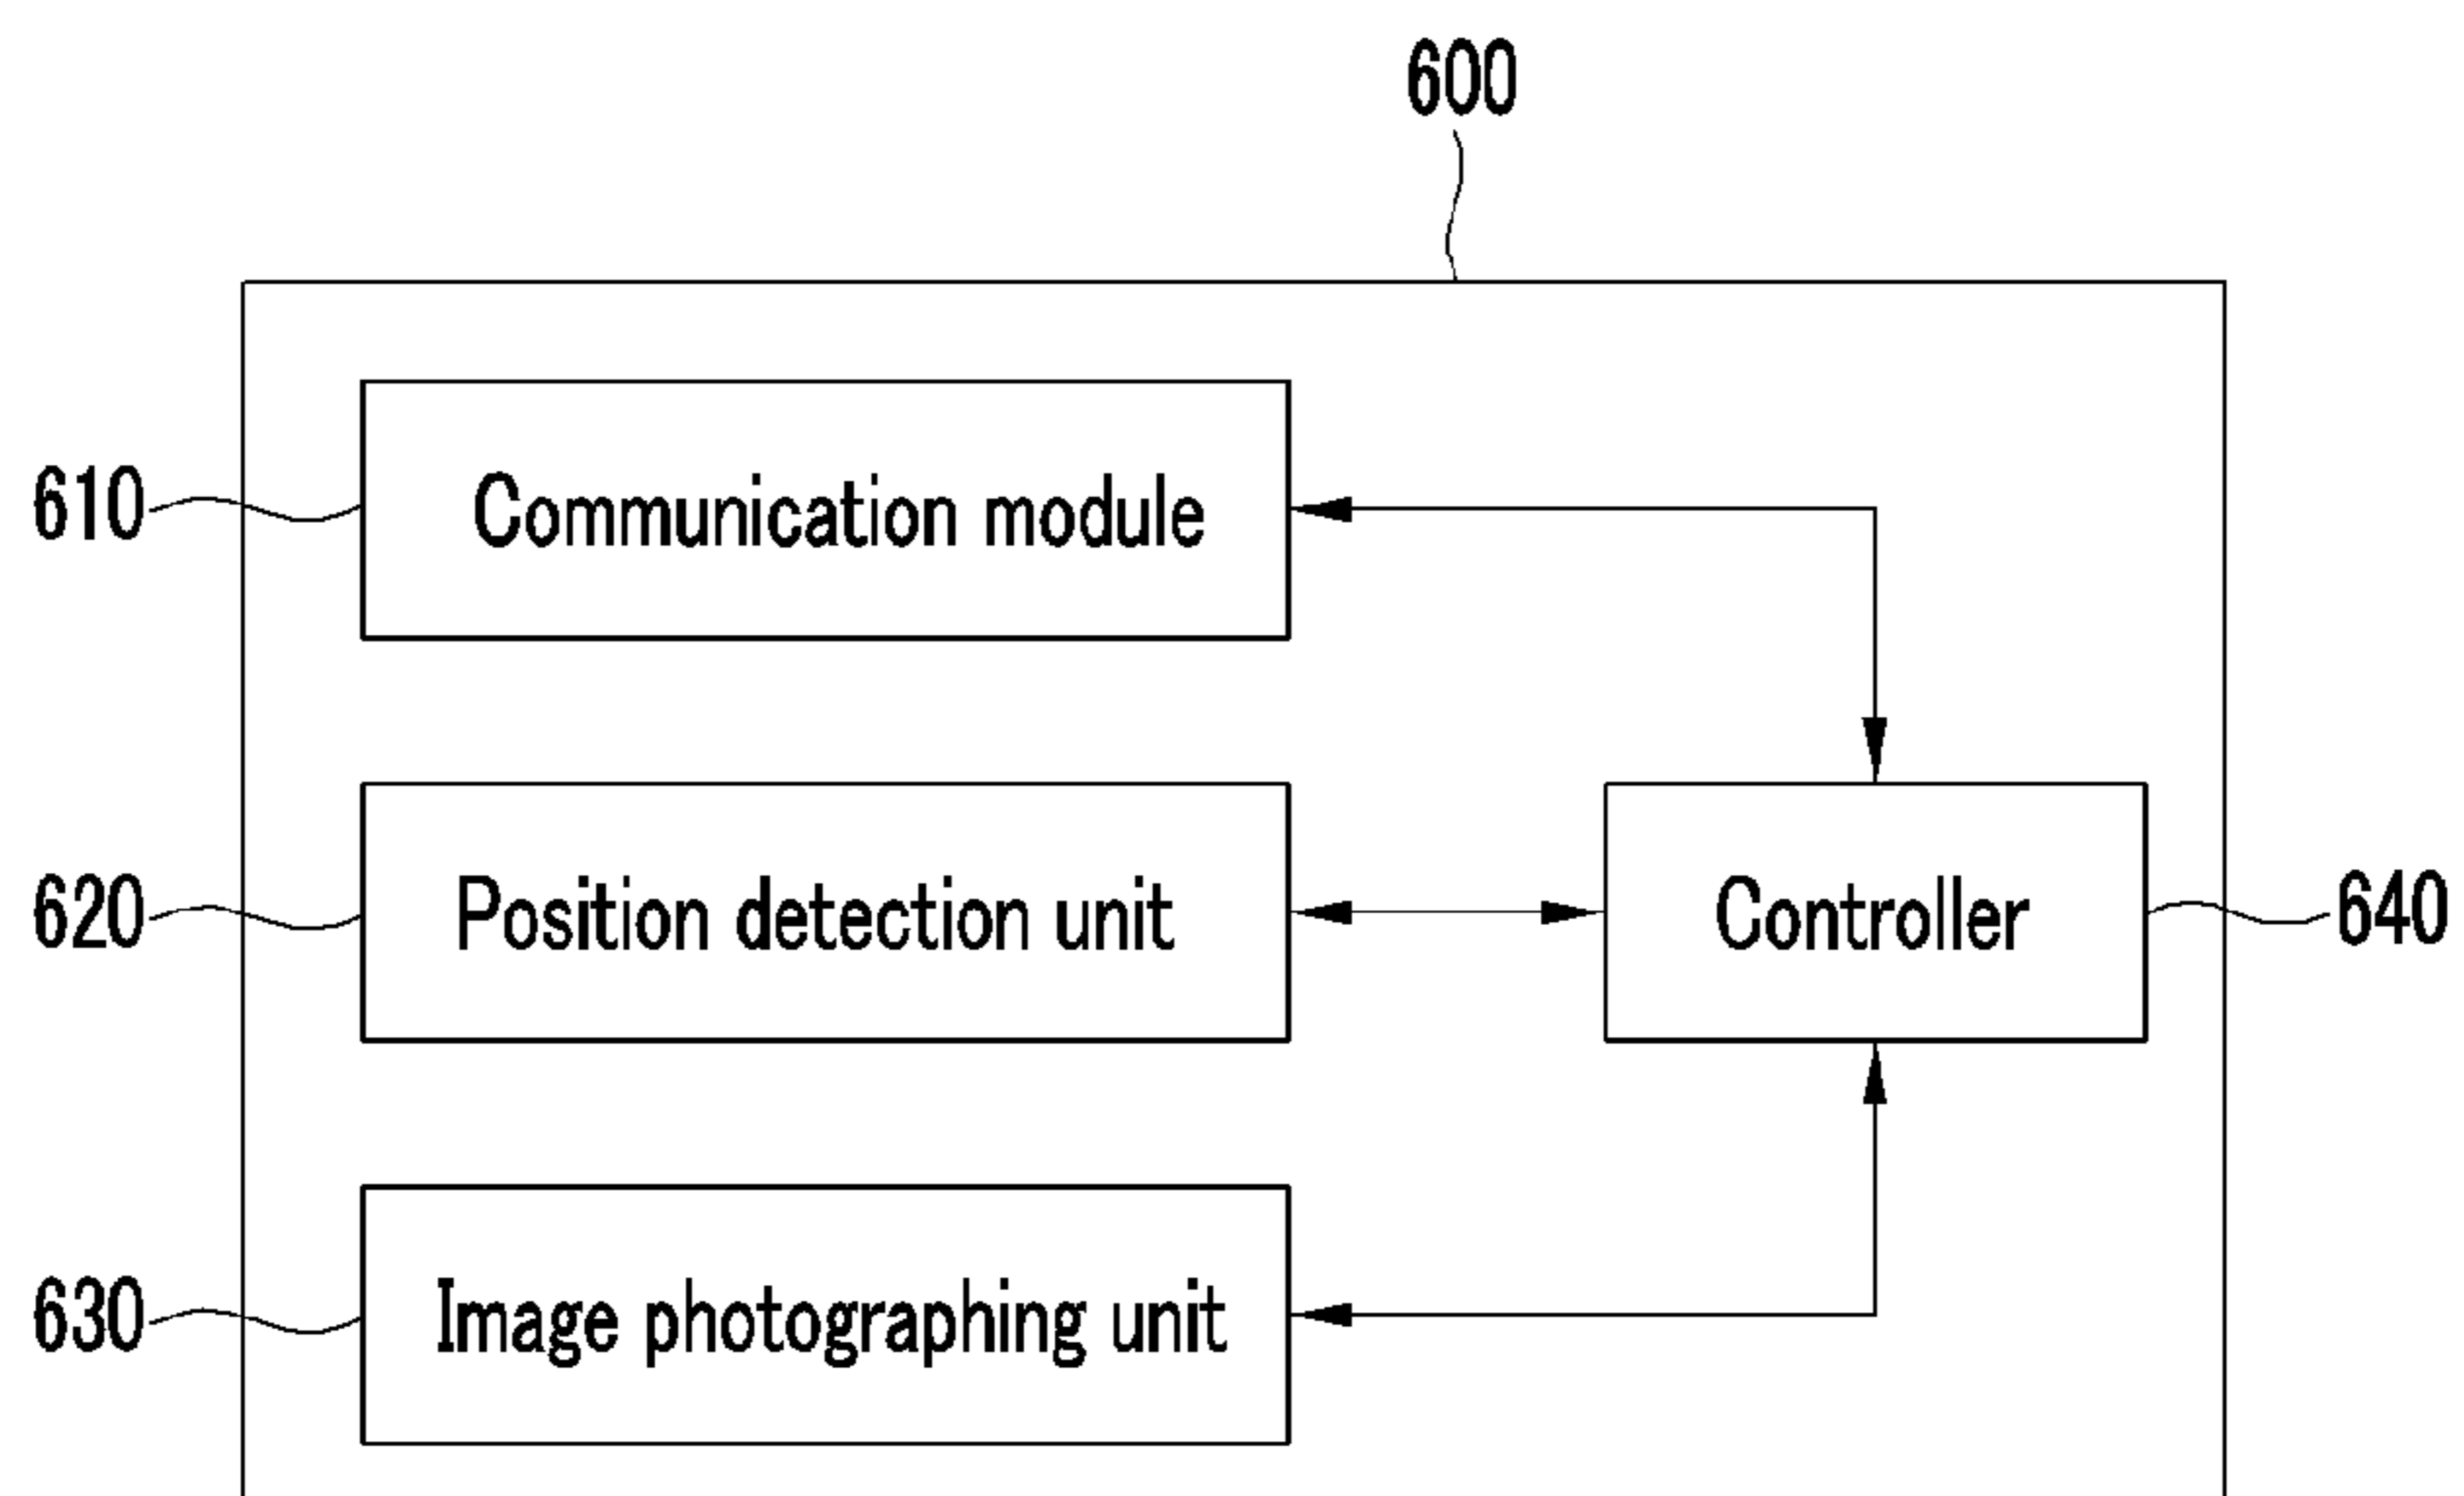 600
610
Communication module
620
Position detection unit
Controller
640
630
Image photographing unit